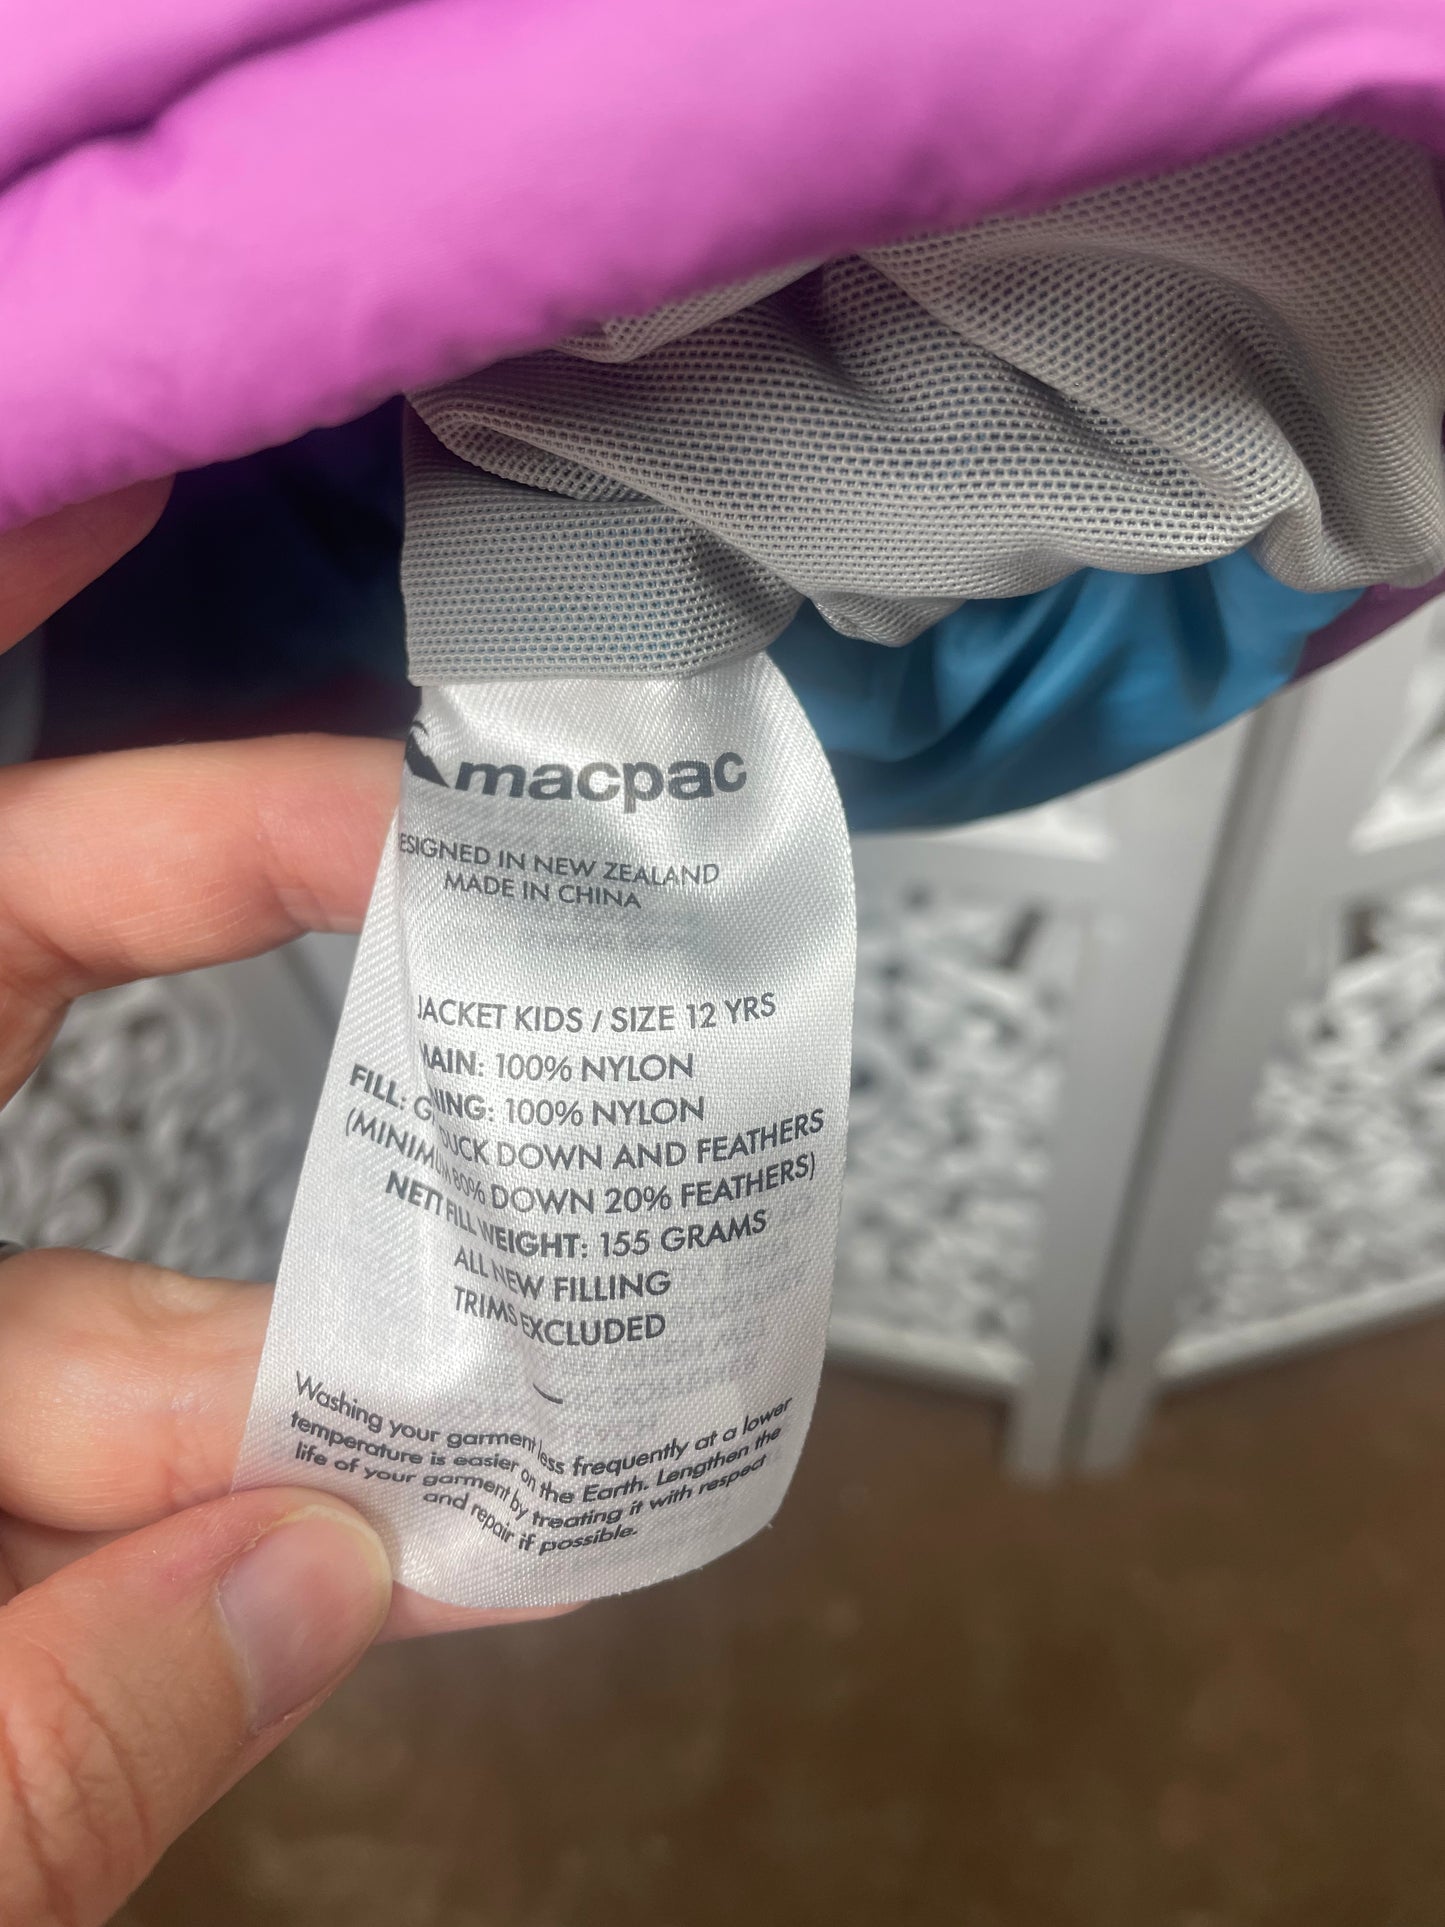 macpac
ESIGNED IN NEW ZEALAND
MADE IN CHINA
JACKET KIDS / SIZE 12 YRS
MAIN: 100% NYLON
NING: 100% NYLON
FILL: G DUCK DOWN AND FEATHERS
(MINIMUM 80% DOWN 20% FEATHERS)
NETT FILL WEIGHT: 155 GRAMS
ALL NEW FILLING
TRIMS EXCLUDED
Washing your garment less frequently at a lower
temperature is easier on the Earth. Lengthen the
life of your garment by treating it with respect
and repair if possible.